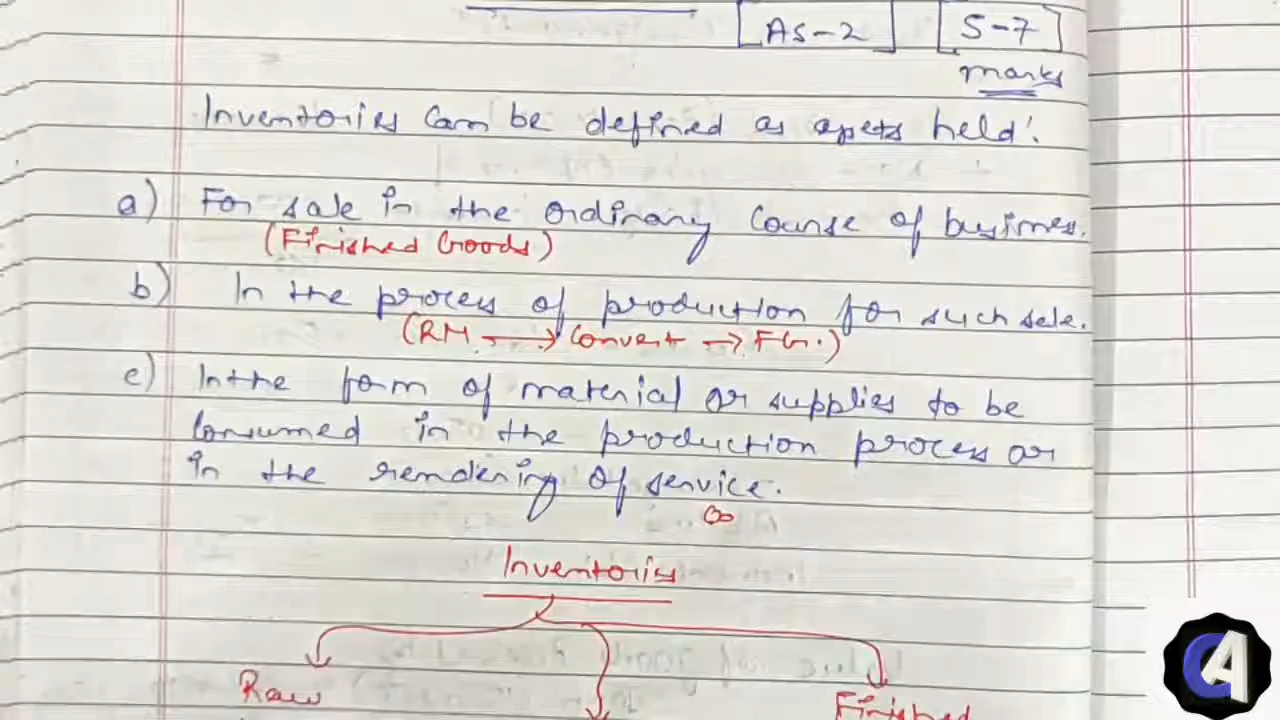 AS-2 5-7
marks
Inventories can be defined as assets held:
a) For sale in the ordinary course of business.
(Finished Goods)
b) In the process of production for such sale.
(RM → Convert → F.G.)
c) In the form of material or supplies to be
consumed in the production process or
in the rendering of service.
Inventories
Raw Finished
CA